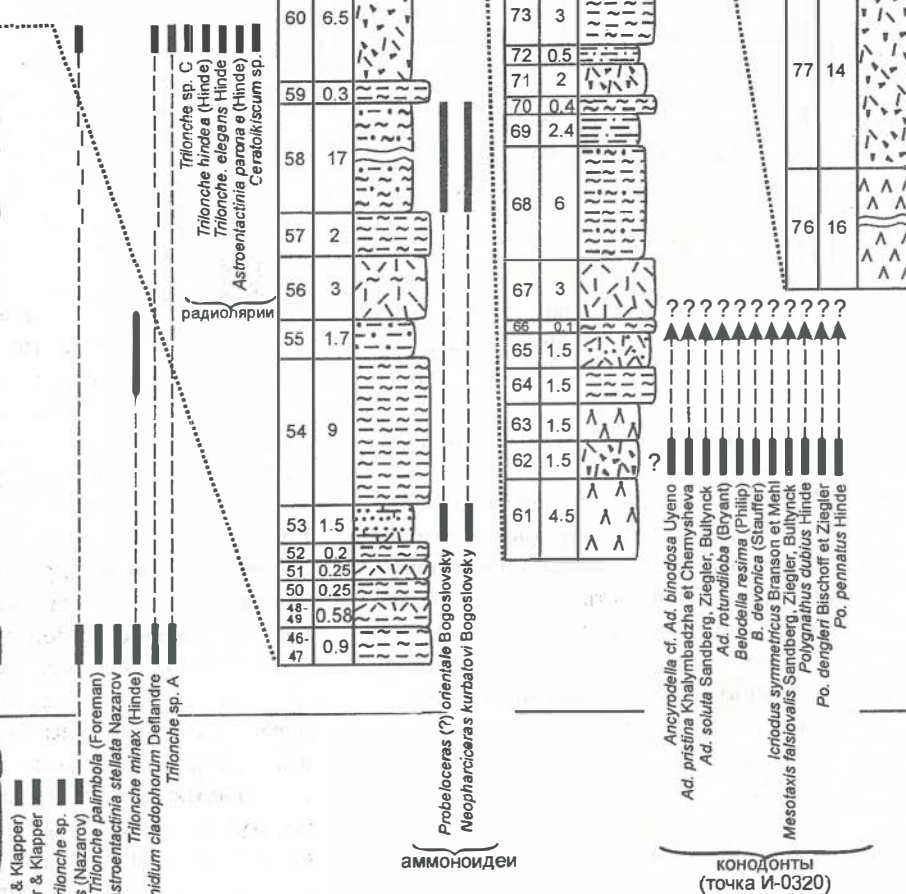 60 6.5
59 0.3
58 17
57 2
56 3
55 1.7
54 9
53 1.5
52 0.2
51 0.25
50 0.25
48-49 0.58
46-47 0.9
73 3
72 0.5
71 2
70 0.4
69 2.4
68 6
67 3
66 0.1
65 1.5
64 1.5
63 1.5
62 1.5
61 4.5
77 14
76 16
Trilonche sp. C
Trilonche hindea (Hinde)
Trilonche. elegans Hinde
Astroentactinia parona e (Hinde)
Ceratoikiscum sp.
радиолярии
& Klapper)
& Klapper
sp.
(Nazarov)
Trilonche palimbola (Foreman)
stellata Nazarov
Trilonche minax (Hinde)
cladophorum Deflandre
Trilonche sp. A
Probeloceras (?) orientale Bogoslovsky
Neopharciceras kurbatovi Bogoslovsky
аммоноидеи
? ? ? ? ? ? ? ? ? ? ?
?
Ancyrodella cf. Ad. binodosa Uyeno
Ad. pristina Khalymbadzha et Chernysheva
Ad. soluta Sandberg, Ziegler, Bultynck
Ad. rotundiloba (Bryant)
Belodella resima (Philip)
B. devonica (Stauffer)
Icriodus symmetricus Branson et Mehl
Mesotaxis falsiovalis Sandberg, Ziegler, Bultynck
Polygnathus dubius Hinde
Po. dengleri Bischoff et Ziegler
Po. pennatus Hinde
конодонты
(точка И-0320)